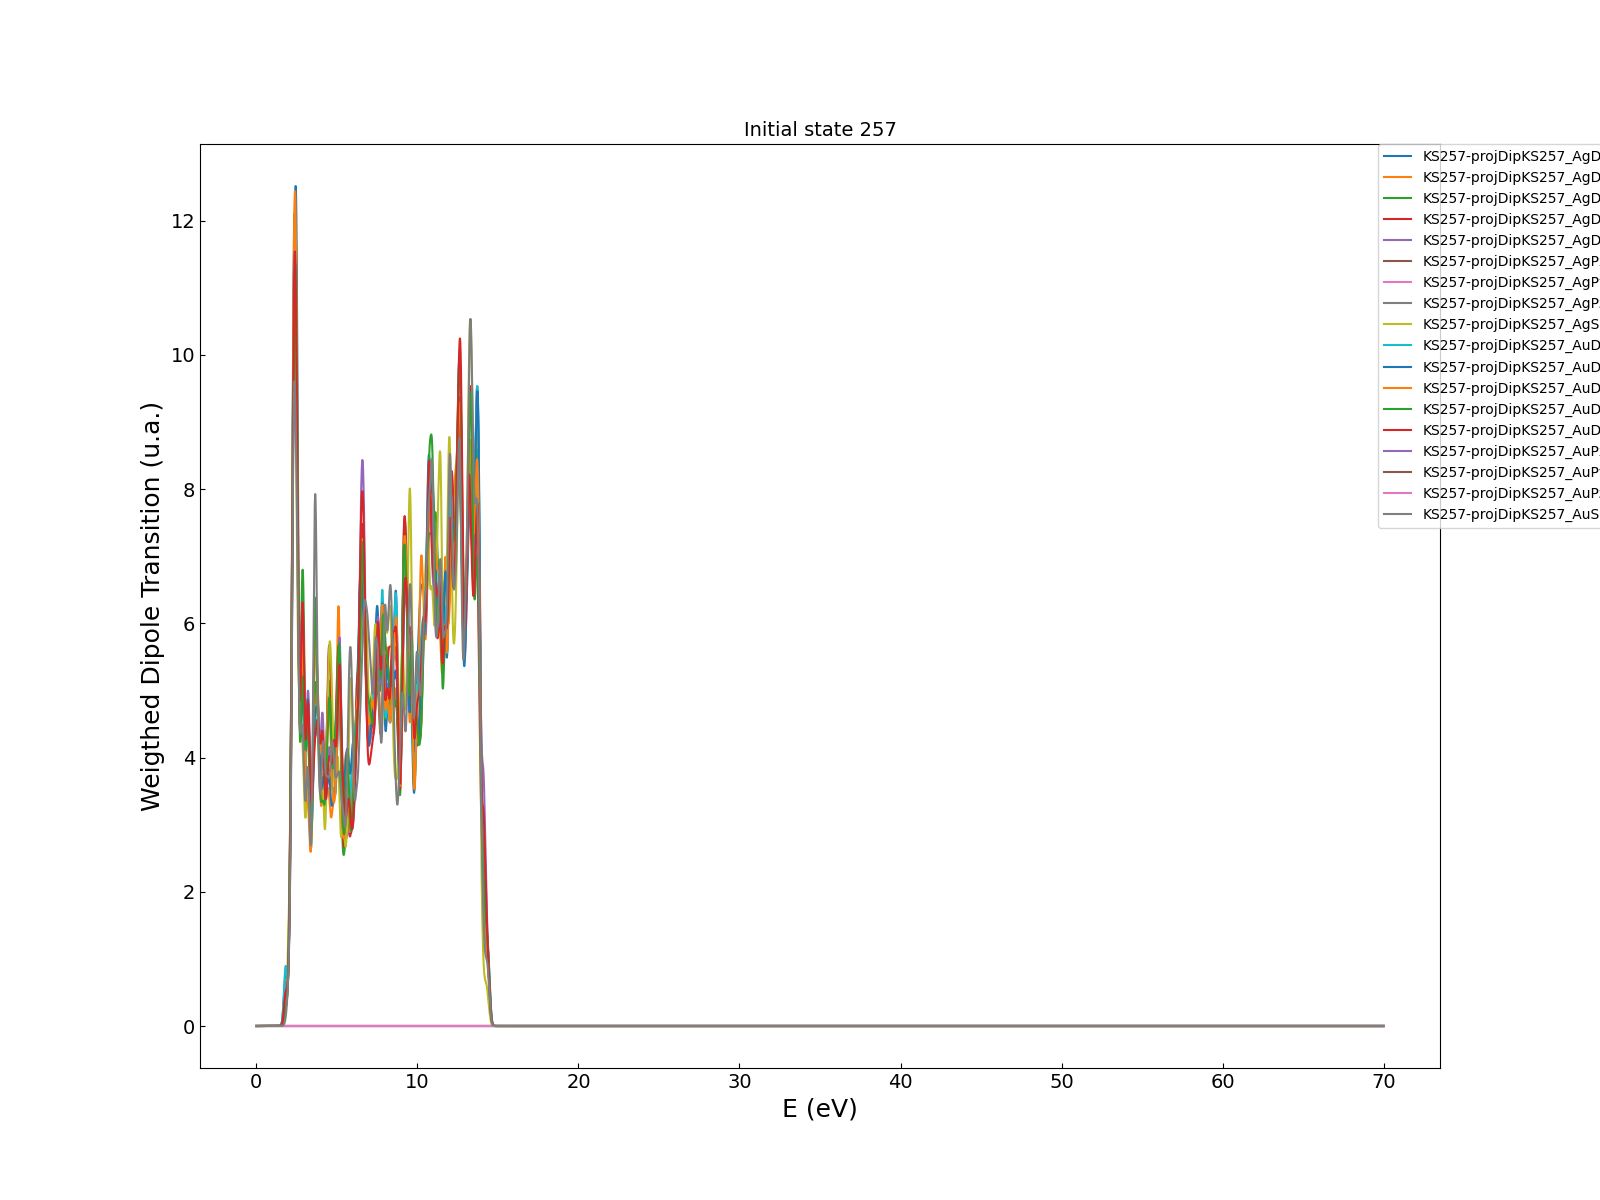 Initial state 257
Weigthed Dipole Transition (u.a.)
12
10
8
6
4
2
0
0 10 20 30 40 50 60 70
E (eV)
KS257-projDipKS257_AgD
KS257-projDipKS257_AgD
KS257-projDipKS257_AgD
KS257-projDipKS257_AgD
KS257-projDipKS257_AgD
KS257-projDipKS257_AgP
KS257-projDipKS257_AgP
KS257-projDipKS257_AgP
KS257-projDipKS257_AgS
KS257-projDipKS257_AuD
KS257-projDipKS257_AuD
KS257-projDipKS257_AuD
KS257-projDipKS257_AuD
KS257-projDipKS257_AuD
KS257-projDipKS257_AuP
KS257-projDipKS257_AuP
KS257-projDipKS257_AuP
KS257-projDipKS257_AuS